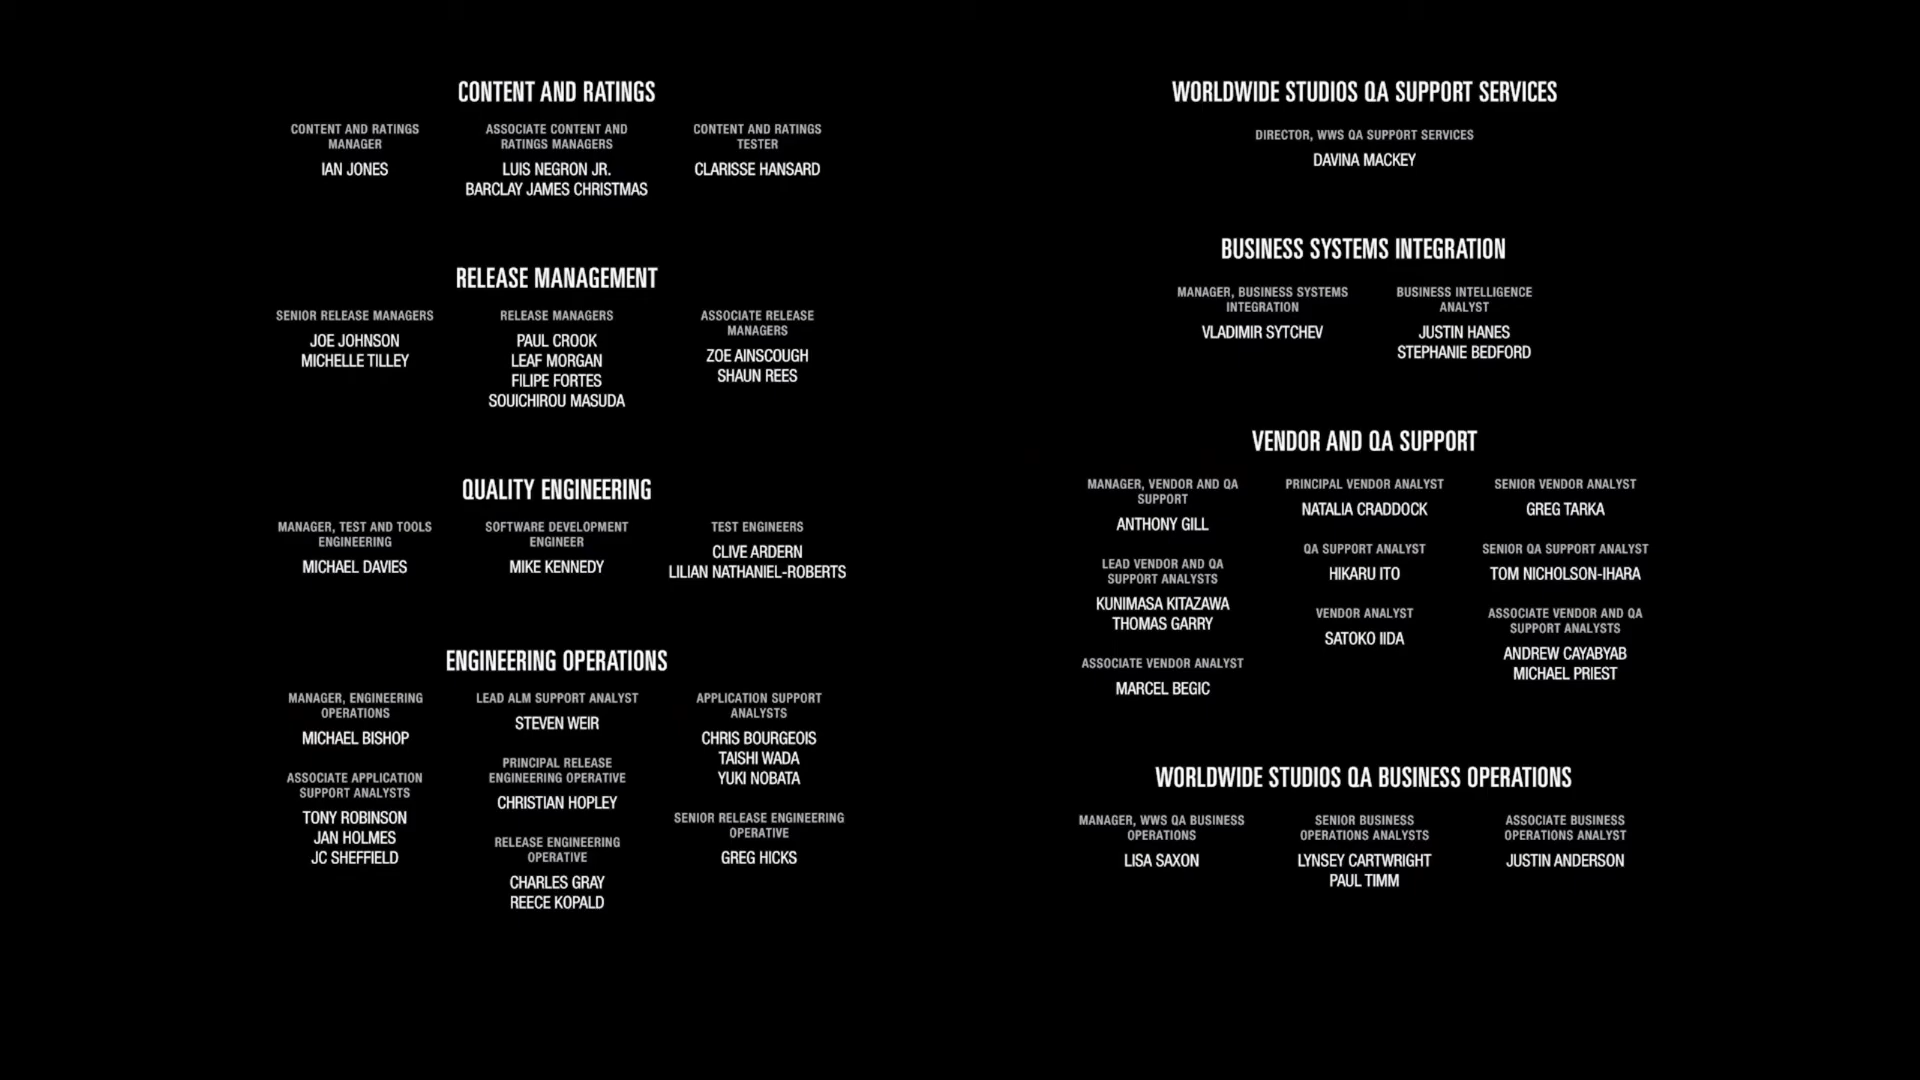 CONTENT AND RATINGS
CONTENT AND RATINGS
MANAGER
IAN JONES
ASSOCIATE CONTENT AND
RATINGS MANAGERS
LUIS NEGRON JR.
BARCLAY JAMES CHRISTMAS
CONTENT AND RATINGS
TESTER
CLARISSE HANSARD
RELEASE MANAGEMENT
SENIOR RELEASE MANAGERS
JOE JOHNSON
MICHELLE TILLEY
RELEASE MANAGERS
PAUL CROOK
LEAF MORGAN
FILIPE FORTES
SOUICHIROU MASUDA
ASSOCIATE RELEASE
MANAGERS
ZOE AINSCOUGH
SHAUN REES
QUALITY ENGINEERING
MANAGER, TEST AND TOOLS
ENGINEERING
MICHAEL DAVIES
SOFTWARE DEVELOPMENT
ENGINEER
MIKE KENNEDY
TEST ENGINEERS
CLIVE ARDERN
LILIAN NATHANIEL-ROBERTS
ENGINEERING OPERATIONS
MANAGER, ENGINEERING
OPERATIONS
MICHAEL BISHOP
ASSOCIATE APPLICATION
SUPPORT ANALYSTS
TONY ROBINSON
JAN HOLMES
JC SHEFFIELD
LEAD ALM SUPPORT ANALYST
STEVEN WEIR
PRINCIPAL RELEASE
ENGINEERING OPERATIVE
CHRISTIAN HOPLEY
RELEASE ENGINEERING
OPERATIVE
CHARLES GRAY
REECE KOPALD
APPLICATION SUPPORT
ANALYSTS
CHRIS BOURGEOIS
TAISHI WADA
YUKI NOBATA
SENIOR RELEASE ENGINEERING
OPERATIVE
GREG HICKS
WORLDWIDE STUDIOS QA SUPPORT SERVICES
DIRECTOR, WWS QA SUPPORT SERVICES
DAVINA MACKEY
BUSINESS SYSTEMS INTEGRATION
MANAGER, BUSINESS SYSTEMS
INTEGRATION
VLADIMIR SYTCHEV
BUSINESS INTELLIGENCE
ANALYST
JUSTIN HANES
STEPHANIE BEDFORD
VENDOR AND QA SUPPORT
MANAGER, VENDOR AND QA
SUPPORT
ANTHONY GILL
LEAD VENDOR AND QA
SUPPORT ANALYSTS
KUNIMASA KITAZAWA
THOMAS GARRY
ASSOCIATE VENDOR ANALYST
MARCEL BEGIC
PRINCIPAL VENDOR ANALYST
NATALIA CRADDOCK
QA SUPPORT ANALYST
HIKARU ITO
VENDOR ANALYST
SATOKO IIDA
SENIOR VENDOR ANALYST
GREG TARKA
SENIOR QA SUPPORT ANALYST
TOM NICHOLSON-IHARA
ASSOCIATE VENDOR AND QA
SUPPORT ANALYSTS
ANDREW CAYABYAB
MICHAEL PRIEST
WORLDWIDE STUDIOS QA BUSINESS OPERATIONS
MANAGER, WWS QA BUSINESS
OPERATIONS
LISA SAXON
SENIOR BUSINESS
OPERATIONS ANALYSTS
LYNSEY CARTWRIGHT
PAUL TIMM
ASSOCIATE BUSINESS
OPERATIONS ANALYST
JUSTIN ANDERSON